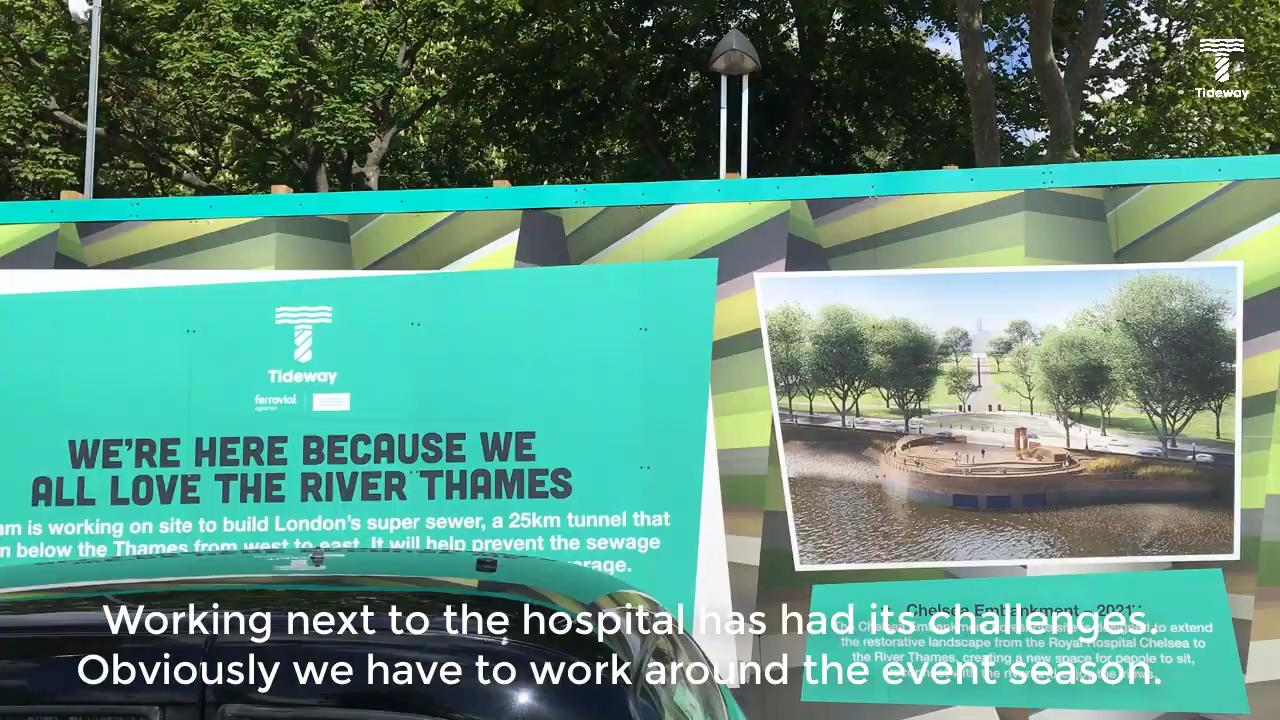 Tideway
Tideway
ferrovial
agroman
WE'RE HERE BECAUSE WE
ALL LOVE THE RIVER THAMES
is working on site to build London's super sewer, a 25km tunnel that
below the Thames from west to east. It will help prevent the sewage
Chelsea Embankment - 2021
to extend
the restorative landscape from the Royal Hospital Chelsea to
the River Thames, creating a new space for people to sit,
Working next to the hospital has had its challenges.
Obviously we have to work around the event season.